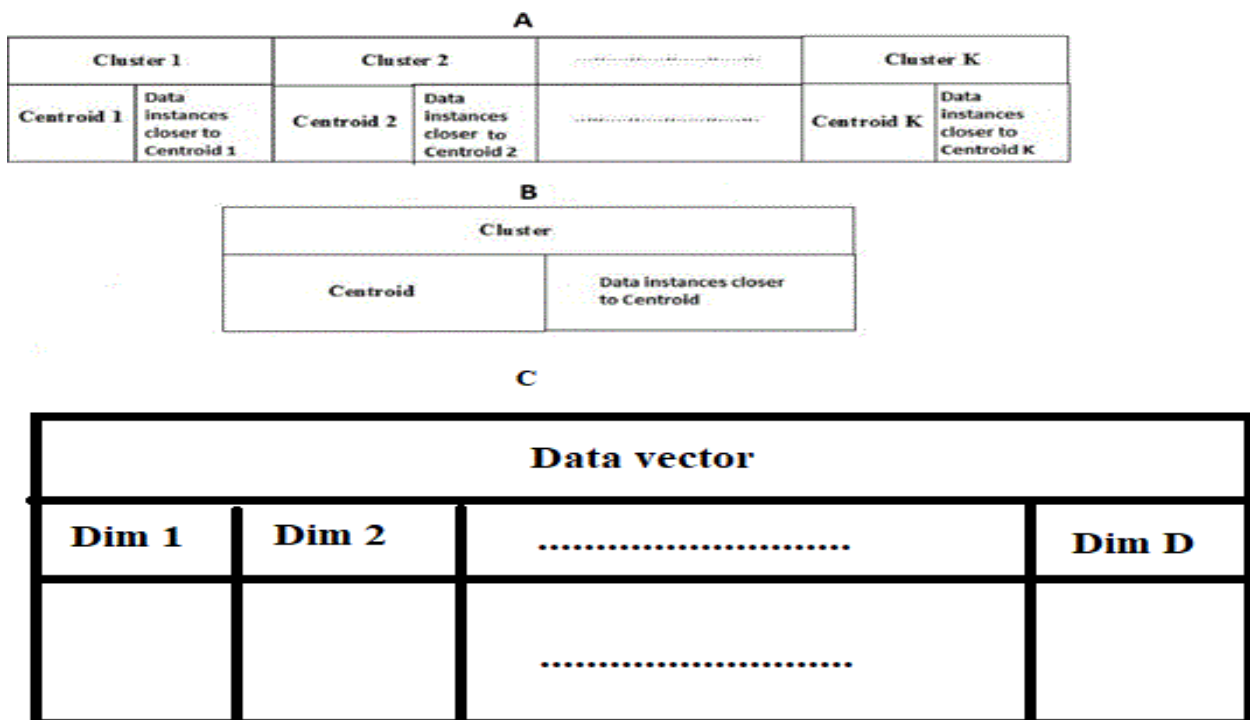 A
Cluster 1 Cluster 2 ........................ Cluster K
Centroid 1
Data
instances
closer to
Centroid 1
Centroid 2
Data
instances
closer to
Centroid 2
........................
Centroid K
Data
instances
closer to
Centroid K
B
Cluster
Centroid
Data instances closer
to Centroid
C
Data vector
Dim 1 Dim 2 ........................... Dim D
...........................